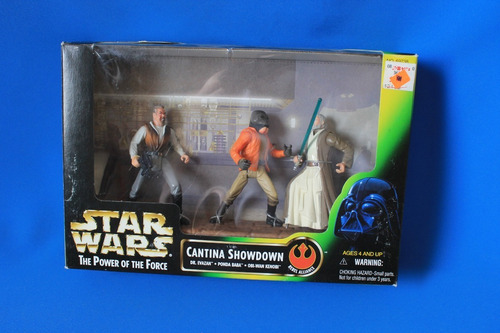 STAR
WARS
THE POWER OF THE FORCE
CANTINA SHOWDOWN
DR. EVAZAN • PONDA BABA • OBI-WAN KENOBI
REBEL ALLIANCE
AGES 4 AND UP
WARNING:
CHOKING HAZARD-Small parts.
Not for children under 3 years.